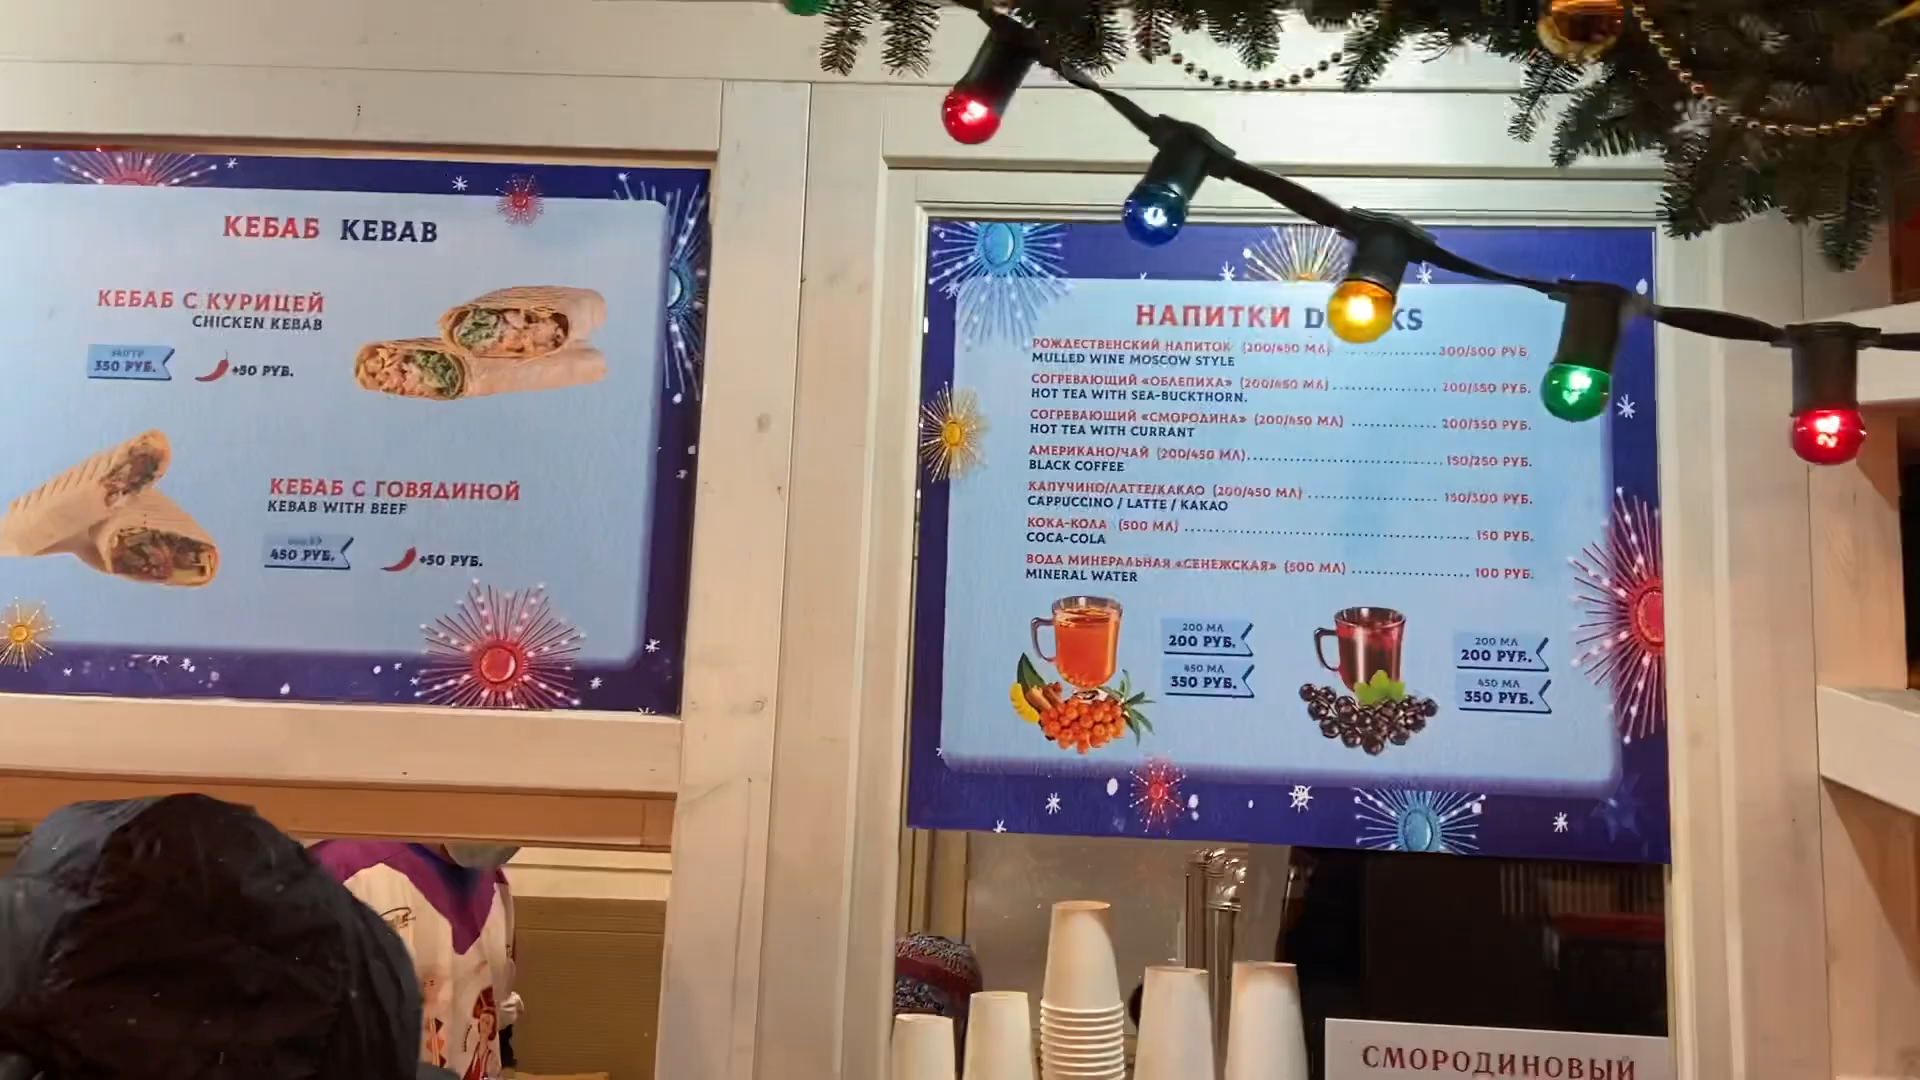 КЕБАБ KEBAB
КЕБАБ С КУРИЦЕЙ
CHICKEN KEBAB
350 РУБ.
+50 РУБ.
КЕБАБ С ГОВЯДИНОЙ
KEBAB WITH BEEF
450 РУБ.
+50 РУБ.
НАПИТКИ
РОЖДЕСТВЕНСКИЙ НАПИТОК (200/450 МЛ) ............... 300/500 РУБ.
MULLED WINE MOSCOW STYLE
СОГРЕВАЮЩИЙ «ОБЛЕПИХА» (200/450 МЛ) ................ 200/350 РУБ.
HOT TEA WITH SEA-BUCKTHORN.
СОГРЕВАЮЩИЙ «СМОРОДИНА» (200/450 МЛ) ............. 200/350 РУБ.
HOT TEA WITH CURRANT
АМЕРИКАНО/ЧАЙ (200/450 МЛ)................................ 150/250 РУБ.
BLACK COFFEE
КАПУЧИНО/ЛАТТЕ/КАКАО (200/450 МЛ) .................... 150/300 РУБ.
CAPPUCCINO / LATTE / KAKAO
КОКА-КОЛА (500 МЛ) .............................................. 150 РУБ.
COCA-COLA
ВОДА МИНЕРАЛЬНАЯ «СЕНЕЖСКАЯ» (500 МЛ) ................... 100 РУБ.
MINERAL WATER
200 МЛ
200 РУБ.
450 МЛ
350 РУБ.
200 МЛ
200 РУБ.
450 МЛ
350 РУБ.
СМОРОДИНОВЫЙ